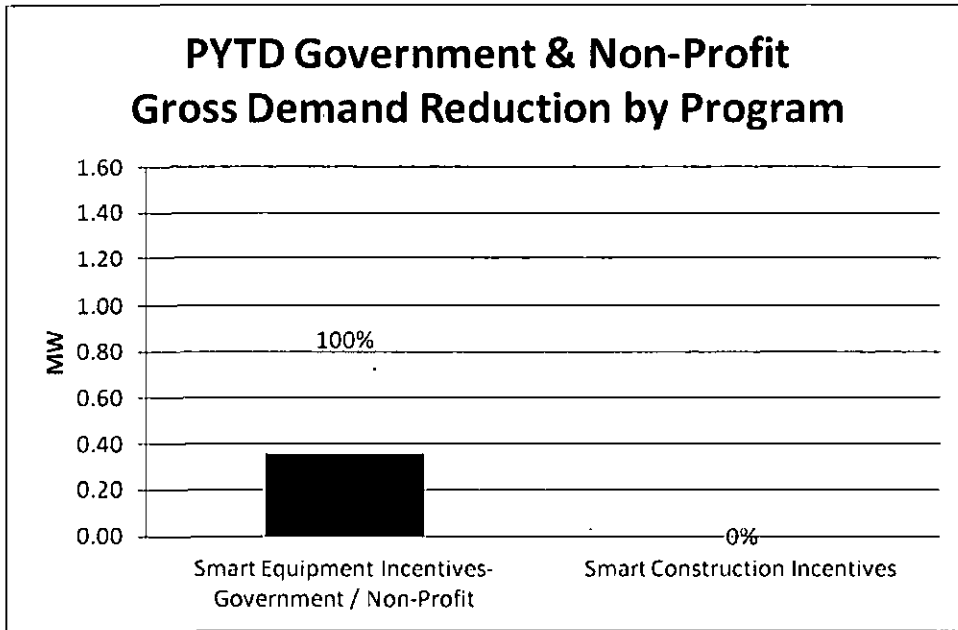 PYTD Government & Non-Profit
Gross Demand Reduction by Program
1.60
1.40
1.20
1.00
0.80
0.60
0.40
0.20
0.00
MW
100%
0%
Smart Equipment Incentives-
Government / Non-Profit
Smart Construction Incentives